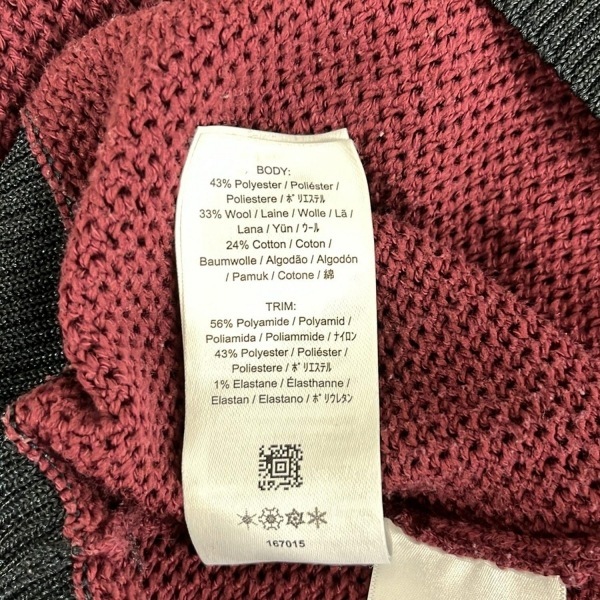 BODY:
43% Polyester / Poliéster /
Poliestere / ﾎﾟﾘｴｽﾃﾙ
33% Wool / Laine / Wolle / Lã /
Lana / Yün / ｳｰﾙ
24% Cotton / Coton /
Baumwolle / Algodão / Algodón
/ Pamuk / Cotone / 綿
TRIM:
56% Polyamide / Polyamid /
Poliamida / Poliammide / ﾅｲﾛﾝ
43% Polyester / Poliéster /
Poliestere / ﾎﾟﾘｴｽﾃﾙ
1% Elastane / Élasthanne /
Elastan / Elastano / ﾎﾟﾘｳﾚﾀﾝ
167015